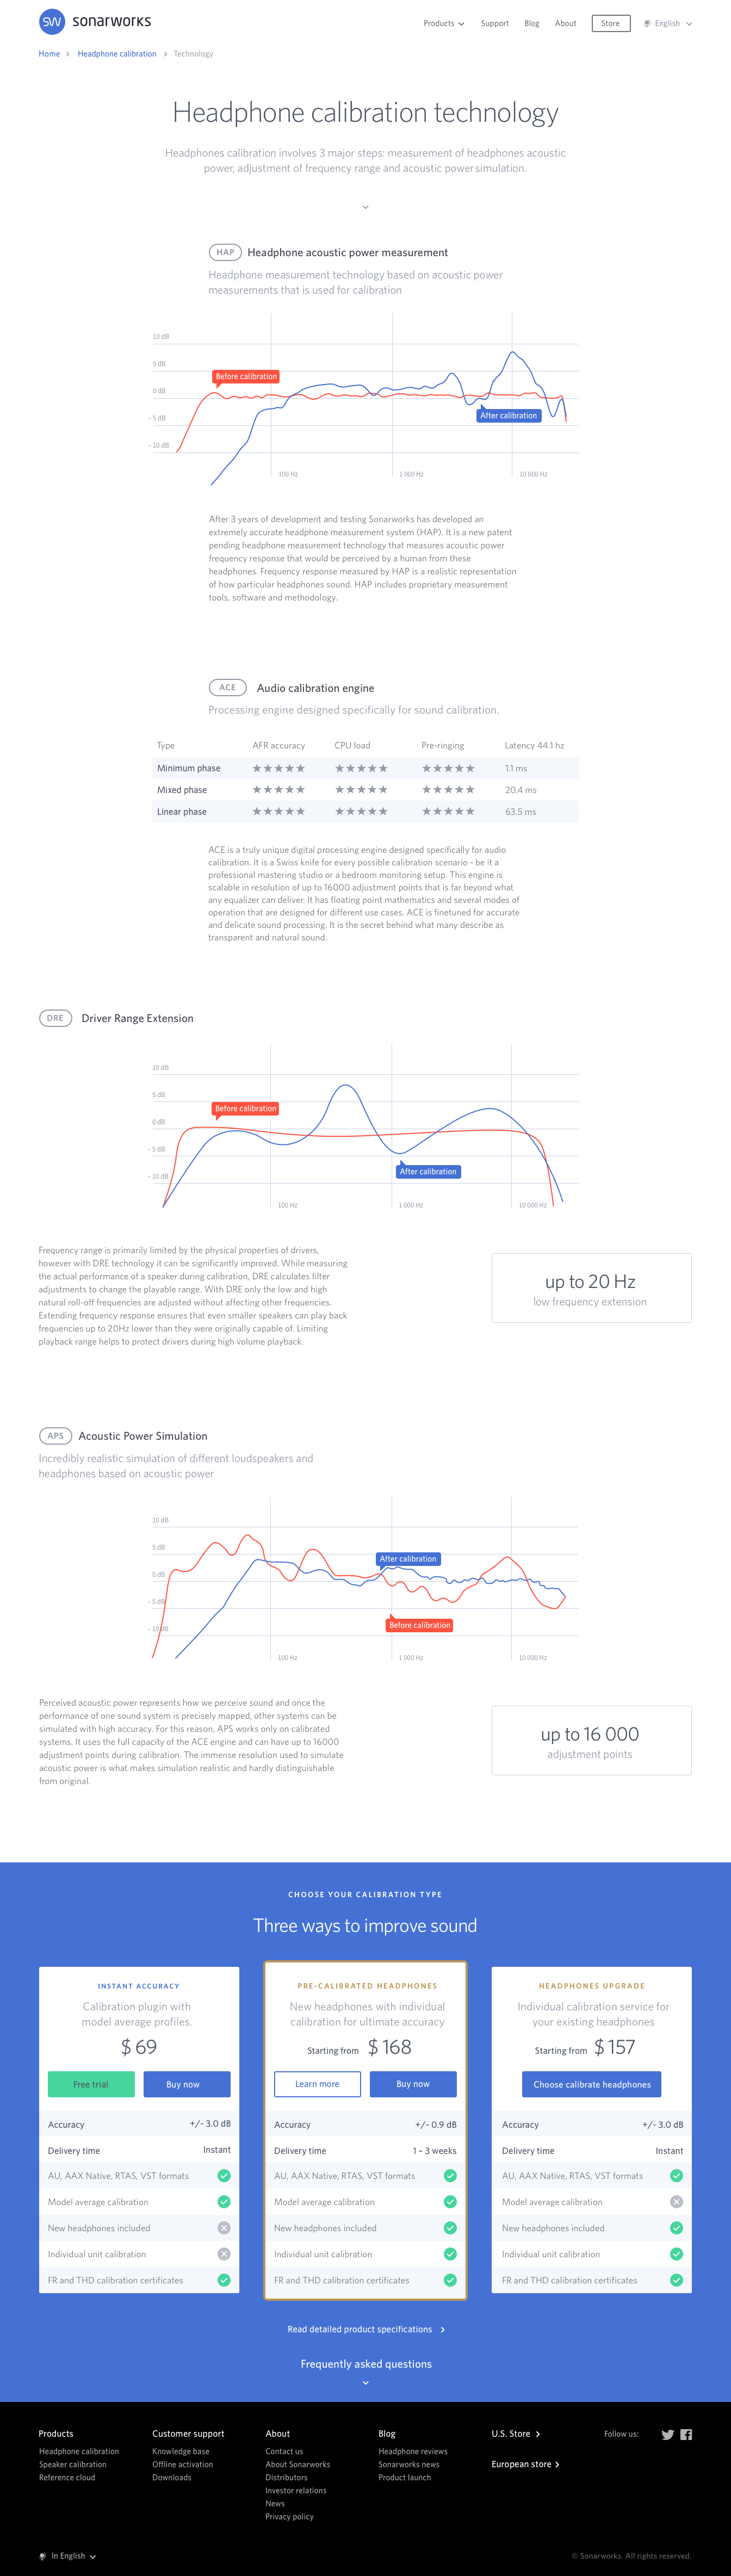 SW sonarworks
Products
Support
Blog
About
Store
English
Home > Headphone calibration > Technology
Headphone calibration technology
Headphones calibration involves 3 major steps: measurement of headphones acoustic
power, adjustment of frequency range and acoustic power simulation.
HAP Headphone acoustic power measurement
Headphone measurement technology based on acoustic power
measurements that is used for calibration
10 dB
5 dB
0 dB
– 5 dB
– 10 dB
Before calibration
After calibration
100 Hz
1 000 Hz
10 000 Hz
After 3 years of development and testing Sonarworks has developed an
extremely accurate headphone measurement system (HAP). It is a new patent
pending headphone measurement technology that measures acoustic power
frequency response that would be perceived by a human from these
headphones. Frequency response measured by HAP is a realistic representation
of how particular headphones sound. HAP includes proprietary measurement
tools, software and methodology.
ACE Audio calibration engine
Processing engine designed specifically for sound calibration.
Type AFR accuracy CPU load Pre-ringing Latency 44.1 hz
Minimum phase ★★★★★ ★★★★★ ★★★★★ 1.1 ms
Mixed phase ★★★★★ ★★★★★ ★★★★★ 20.4 ms
Linear phase ★★★★★ ★★★★★ ★★★★★ 63.5 ms
ACE is a truly unique digital processing engine designed specifically for audio
calibration. It is a Swiss knife for every possible calibration scenario - be it a
professional mastering studio or a bedroom monitoring setup. This engine is
scalable in resolution of up to 16000 adjustment points that is far beyond what
any equalizer can deliver. It has floating point mathematics and several modes of
operation that are designed for different use cases. ACE is finetuned for accurate
and delicate sound processing. It is the secret behind what many describe as
transparent and natural sound.
DRE Driver Range Extension
10 dB
5 dB
0 dB
– 5 dB
– 10 dB
Before calibration
After calibration
100 Hz
1 000 Hz
10 000 Hz
Frequency range is primarily limited by the physical properties of drivers,
however with DRE technology it can be significantly improved. While measuring
the actual performance of a speaker during calibration, DRE calculates filter
adjustments to change the playable range. With DRE only the low and high
natural roll-off frequencies are adjusted without affecting other frequencies.
Extending frequency response ensures that even smaller speakers can play back
frequencies up to 20Hz lower than they were originally capable of. Limiting
playback range helps to protect drivers during high volume playback.
up to 20 Hz
low frequency extension
APS Acoustic Power Simulation
Incredibly realistic simulation of different loudspeakers and
headphones based on acoustic power
10 dB
5 dB
0 dB
– 5 dB
– 10 dB
After calibration
Before calibration
100 Hz
1 000 Hz
10 000 Hz
Perceived acoustic power represents how we perceive sound and once the
performance of one sound system is precisely mapped, other systems can be
simulated with high accuracy. For this reason, APS works only on calibrated
systems. It uses the full capacity of the ACE engine and can have up to 16000
adjustment points during calibration. The immense resolution used to simulate
acoustic power is what makes simulation realistic and hardly distinguishable
from original.
up to 16 000
adjustment points
CHOOSE YOUR CALIBRATION TYPE
Three ways to improve sound
INSTANT ACCURACY
Calibration plugin with
model average profiles.
$ 69
Free trial
Buy now
Accuracy +/- 3.0 dB
Delivery time Instant
AU, AAX Native, RTAS, VST formats
Model average calibration
New headphones included
Individual unit calibration
FR and THD calibration certificates
PRE-CALIBRATED HEADPHONES
New headphones with individual
calibration for ultimate accuracy
Starting from $ 168
Learn more
Buy now
Accuracy +/- 0.9 dB
Delivery time 1 – 3 weeks
AU, AAX Native, RTAS, VST formats
Model average calibration
New headphones included
Individual unit calibration
FR and THD calibration certificates
HEADPHONES UPGRADE
Individual calibration service for
your existing headphones
Starting from $ 157
Choose calibrate headphones
Accuracy +/- 3.0 dB
Delivery time Instant
AU, AAX Native, RTAS, VST formats
Model average calibration
New headphones included
Individual unit calibration
FR and THD calibration certificates
Read detailed product specifications >
Frequently asked questions
Products
Headphone calibration
Speaker calibration
Reference cloud
Customer support
Knowledge base
Offline activation
Downloads
About
Contact us
About Sonarworks
Distributors
Investor relations
News
Privacy policy
Blog
Headphone reviews
Sonarworks news
Product launch
U.S. Store >
European store >
Follow us:
In English
© Sonarworks. All rights reserved.